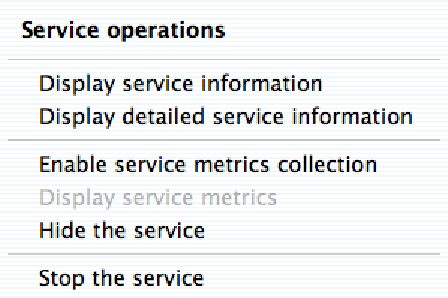 Service operations
Display service information
Display detailed service information
Enable service metrics collection
Display service metrics
Hide the service
Stop the service